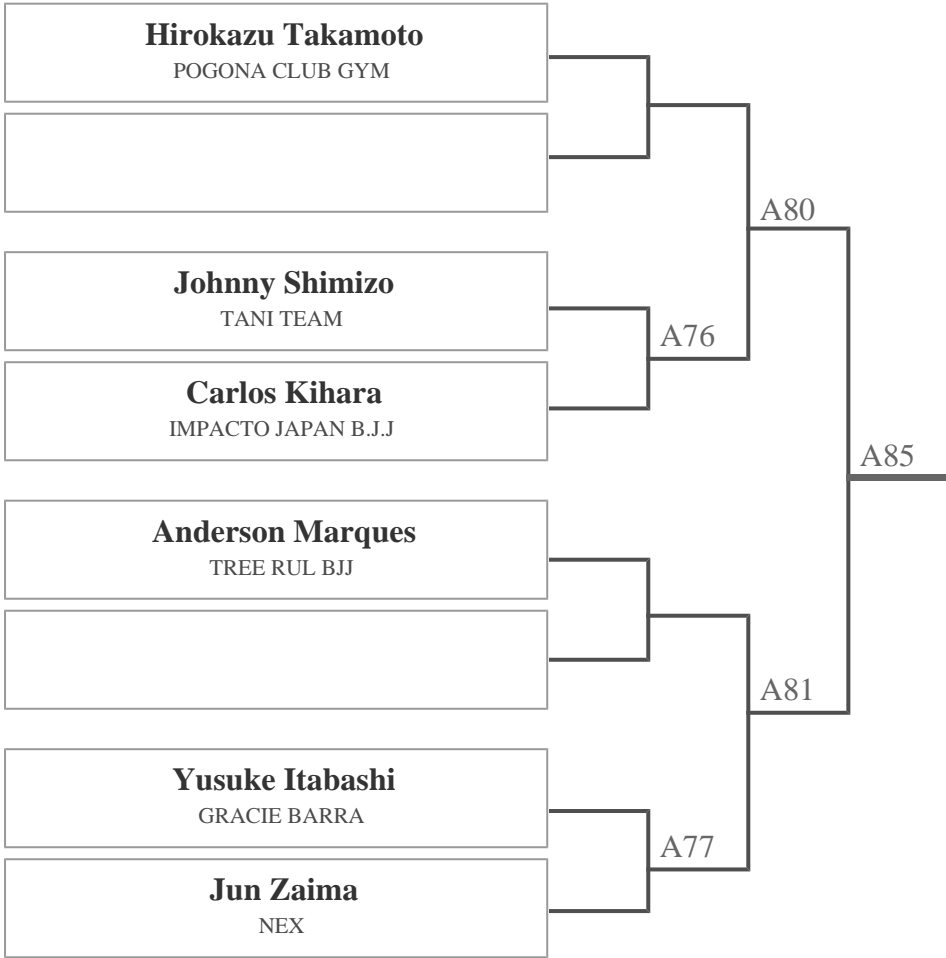 Hirokazu Takamoto
POGONA CLUB GYM
A80
Johnny Shimizo
TANI TEAM
A76
Carlos Kihara
IMPACTO JAPAN B.J.J
A85
Anderson Marques
TREE RUL BJJ
A81
Yusuke Itabashi
GRACIE BARRA
A77
Jun Zaima
NEX